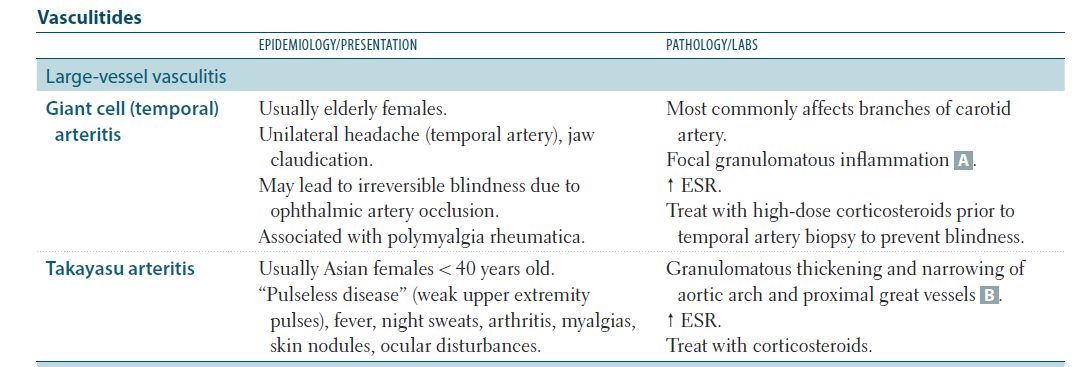 Vasculitides
EPIDEMIOLOGY/PRESENTATION
PATHOLOGY/LABS
Large-vessel vasculitis
Giant cell (temporal)
arteritis
Usually elderly females.
Unilateral headache (temporal artery), jaw
claudication.
May lead to irreversible blindness due to
ophthalmic artery occlusion.
Associated with polymyalgia rheumatica.
Most commonly affects branches of carotid
artery.
Focal granulomatous inflammation A.
↑ ESR.
Treat with high-dose corticosteroids prior to
temporal artery biopsy to prevent blindness.
Takayasu arteritis
Usually Asian females < 40 years old.
“Pulseless disease” (weak upper extremity
pulses), fever, night sweats, arthritis, myalgias,
skin nodules, ocular disturbances.
Granulomatous thickening and narrowing of
aortic arch and proximal great vessels B.
↑ ESR.
Treat with corticosteroids.